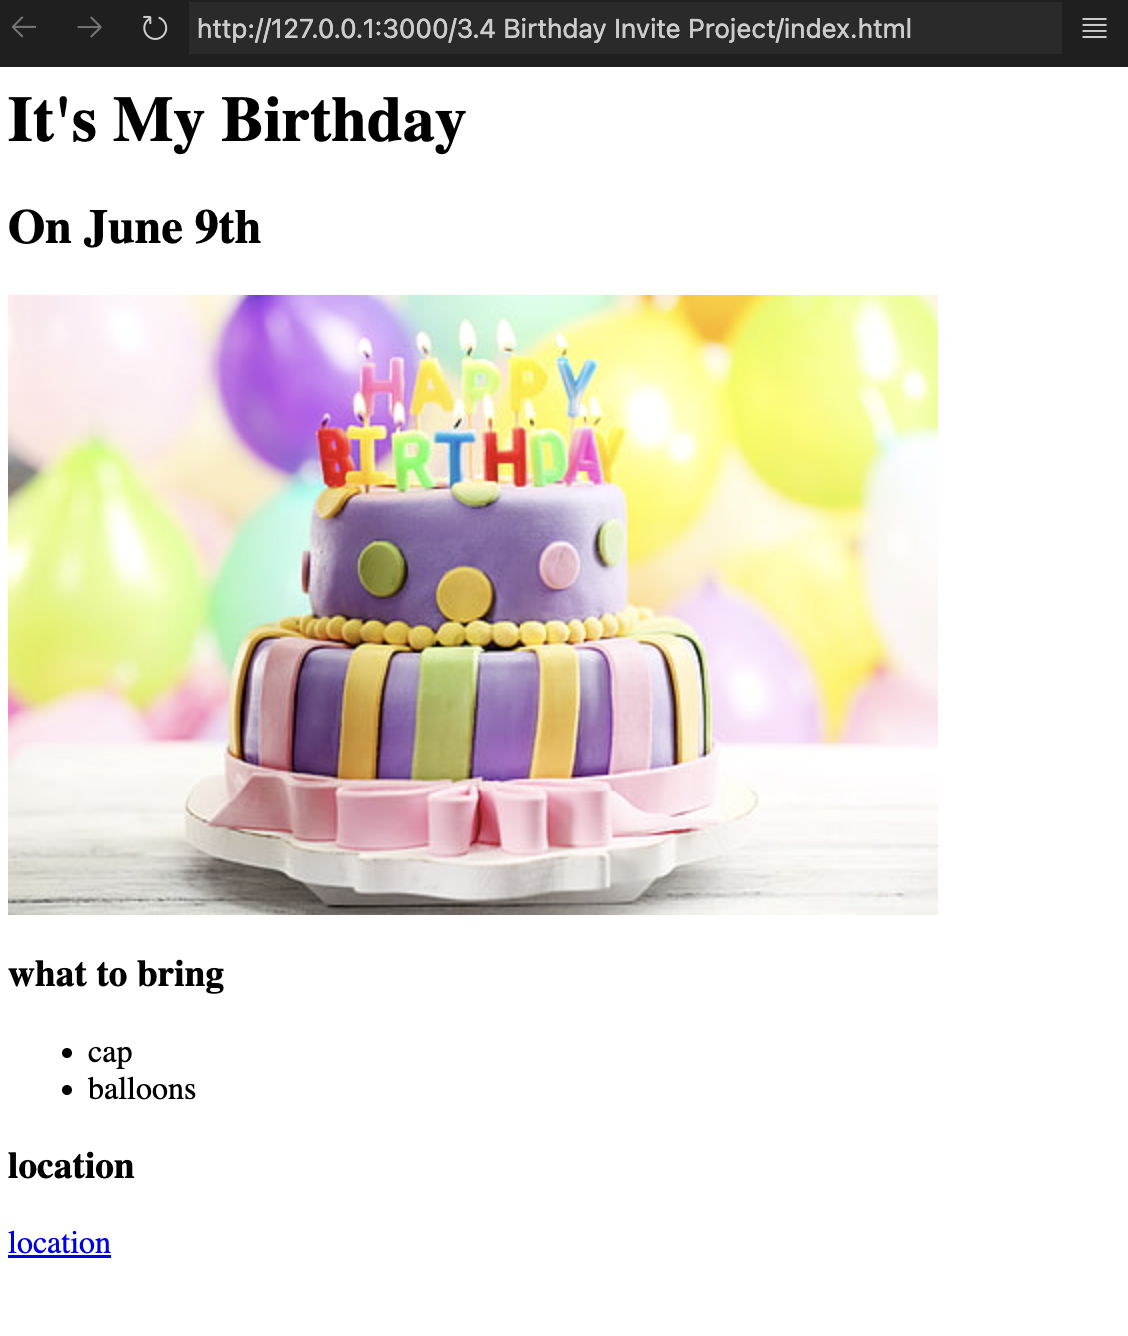 http://127.0.0.1:3000/3.4 Birthday Invite Project/index.html
It's My Birthday
On June 9th
HAPPY
BIRTHDAY
what to bring
cap
balloons
location
location